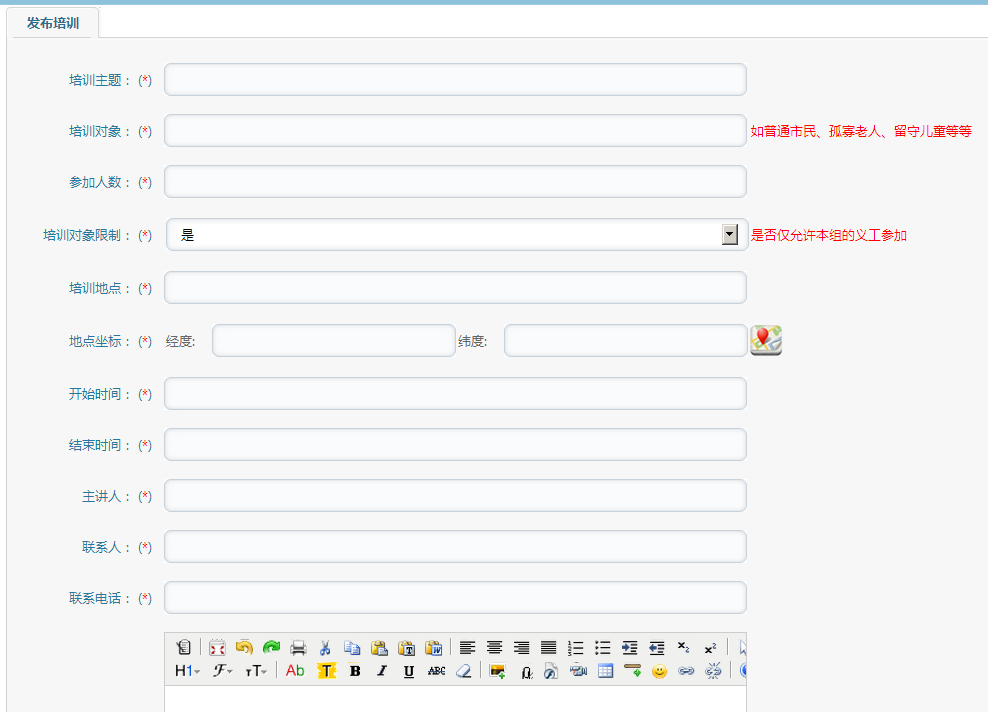 发布培训
培训主题： (*)
培训对象： (*) 如普通市民、孤寡老人、留守儿童等等
参加人数： (*)
培训对象限制： (*) 是 是否仅允许本组的义工参加
培训地点： (*)
地点坐标： (*) 经度: 纬度:
开始时间： (*)
结束时间： (*)
主讲人： (*)
联系人： (*)
联系电话： (*)
H1 F тT Ab T B I U ABC